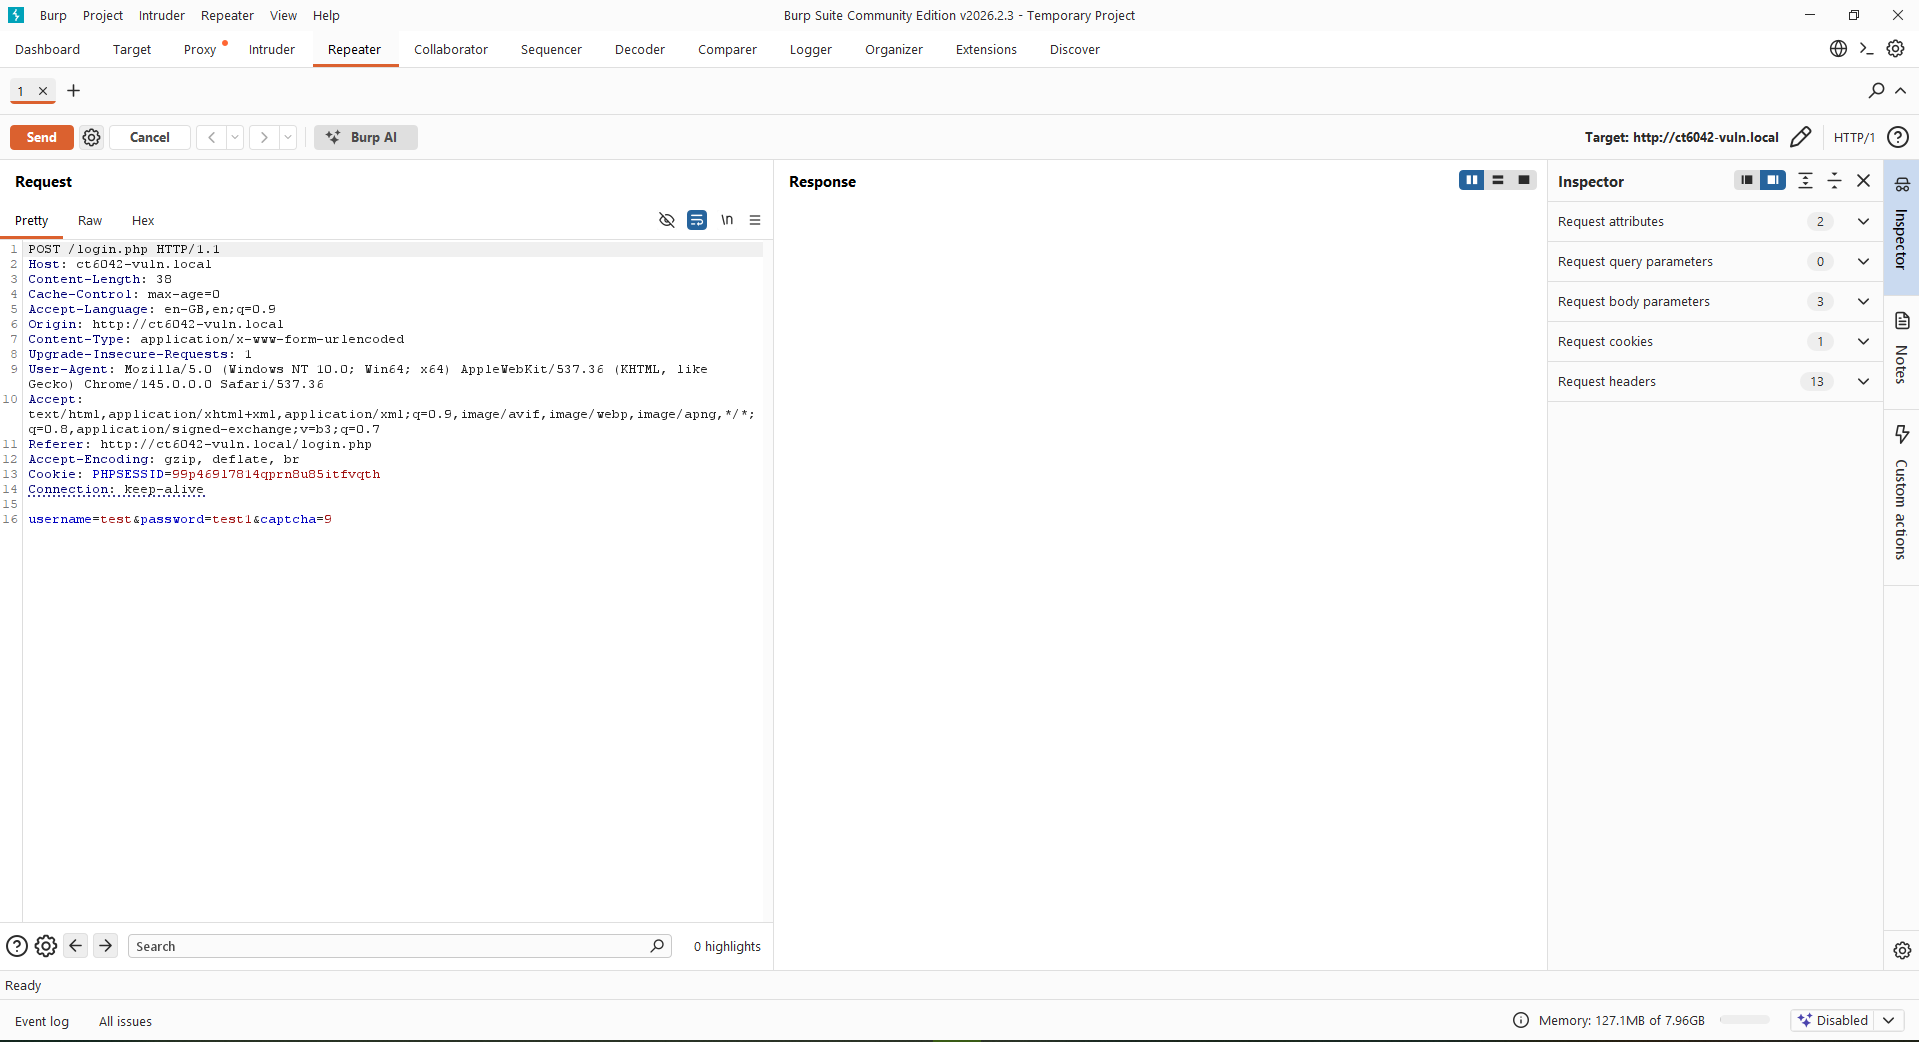 Burp Project Intruder Repeater View Help Burp Suite Community Edition v2026.2.3 - Temporary Project
Dashboard Target Proxy Intruder Repeater Collaborator Sequencer Decoder Comparer Logger Organizer Extensions Discover
1
Send Cancel Burp AI Target: http://ct6042-vuln.local HTTP/1
Request
Pretty Raw Hex \n
1 POST /login.php HTTP/1.1
2 Host: ct6042-vuln.local
3 Content-Length: 38
4 Cache-Control: max-age=0
5 Accept-Language: en-GB,en;q=0.9
6 Origin: http://ct6042-vuln.local
7 Content-Type: application/x-www-form-urlencoded
8 Upgrade-Insecure-Requests: 1
9 User-Agent: Mozilla/5.0 (Windows NT 10.0; Win64; x64) AppleWebKit/537.36 (KHTML, like
Gecko) Chrome/145.0.0.0 Safari/537.36
10 Accept:
text/html,application/xhtml+xml,application/xml;q=0.9,image/avif,image/webp,image/apng,*/*;
q=0.8,application/signed-exchange;v=b3;q=0.7
11 Referer: http://ct6042-vuln.local/login.php
12 Accept-Encoding: gzip, deflate, br
13 Cookie: PHPSESSID=99p46917814qprn8u85itfvqth
14 Connection: keep-alive
15
16 username=test&password=test1&captcha=9
Search 0 highlights
Response
Inspector
Request attributes 2
Request query parameters 0
Request body parameters 3
Request cookies 1
Request headers 13
Inspector
Notes
Custom actions
Ready
Event log All issues Memory: 127.1MB of 7.96GB Disabled